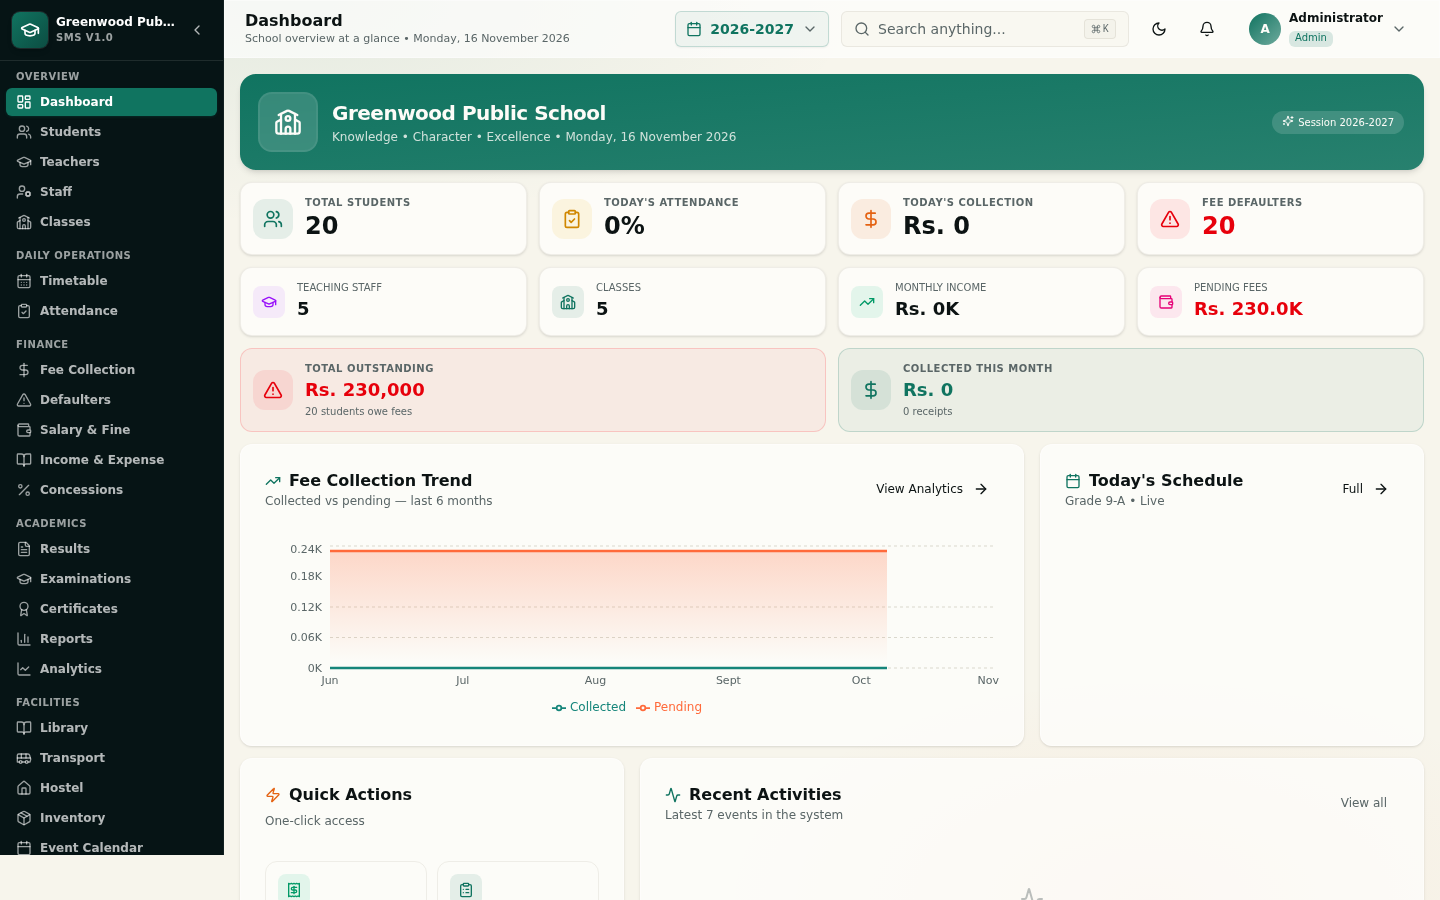 Greenwood Pub...
SMS V1.0
OVERVIEW
Dashboard
Students
Teachers
Staff
Classes
DAILY OPERATIONS
Timetable
Attendance
FINANCE
Fee Collection
Defaulters
Salary & Fine
Income & Expense
Concessions
ACADEMICS
Results
Examinations
Certificates
Reports
Analytics
FACILITIES
Library
Transport
Hostel
Inventory
Event Calendar
Dashboard
School overview at a glance • Monday, 16 November 2026
2026-2027
Search anything...
⌘K
A
Administrator
Admin
Greenwood Public School
Knowledge • Character • Excellence • Monday, 16 November 2026
Session 2026-2027
TOTAL STUDENTS
20
TODAY'S ATTENDANCE
0%
TODAY'S COLLECTION
Rs. 0
FEE DEFAULTERS
20
TEACHING STAFF
5
CLASSES
5
MONTHLY INCOME
Rs. 0K
PENDING FEES
Rs. 230.0K
TOTAL OUTSTANDING
Rs. 230,000
20 students owe fees
COLLECTED THIS MONTH
Rs. 0
0 receipts
Fee Collection Trend
Collected vs pending — last 6 months
View Analytics
0.24K
0.18K
0.12K
0.06K
0K
Jun Jul Aug Sept Oct Nov
Collected Pending
Today's Schedule
Grade 9-A • Live
Full
Quick Actions
One-click access
Recent Activities
Latest 7 events in the system
View all